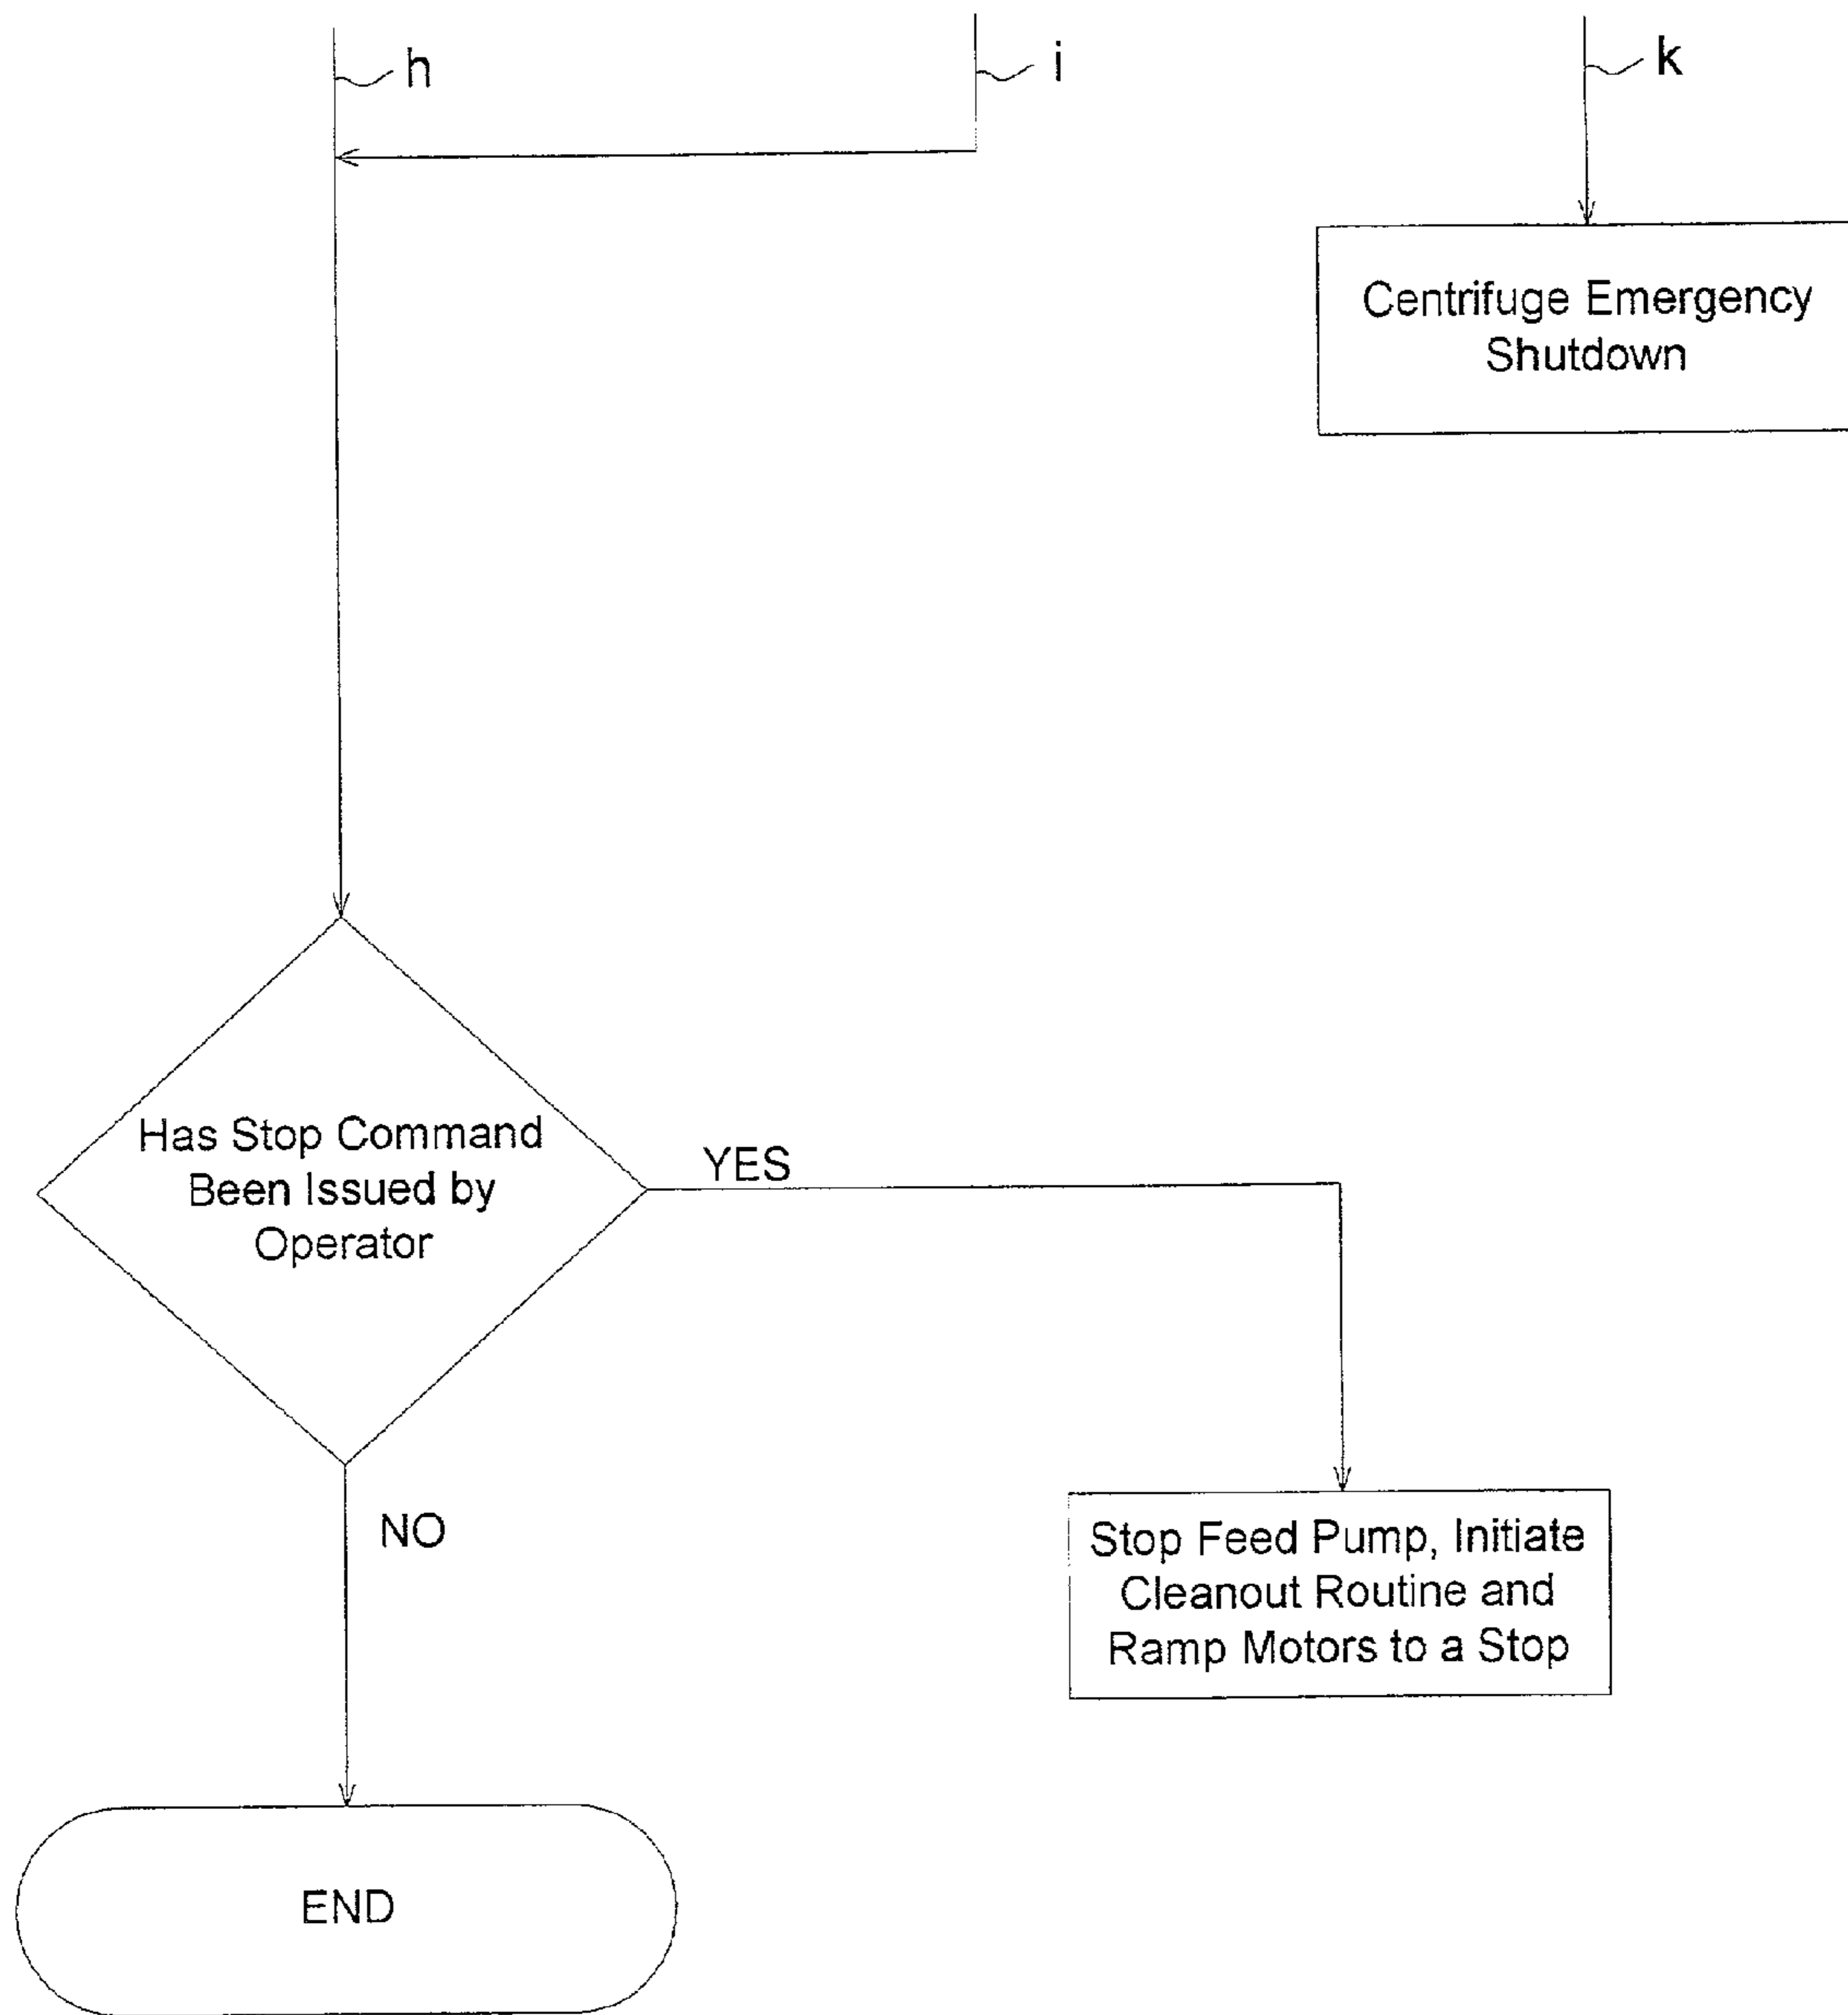 h
i
k
Centrifuge Emergency
Shutdown
Has Stop Command
Been Issued by
Operator
YES
NO
Stop Feed Pump, Initiate
Cleanout Routine and
Ramp Motors to a Stop
END